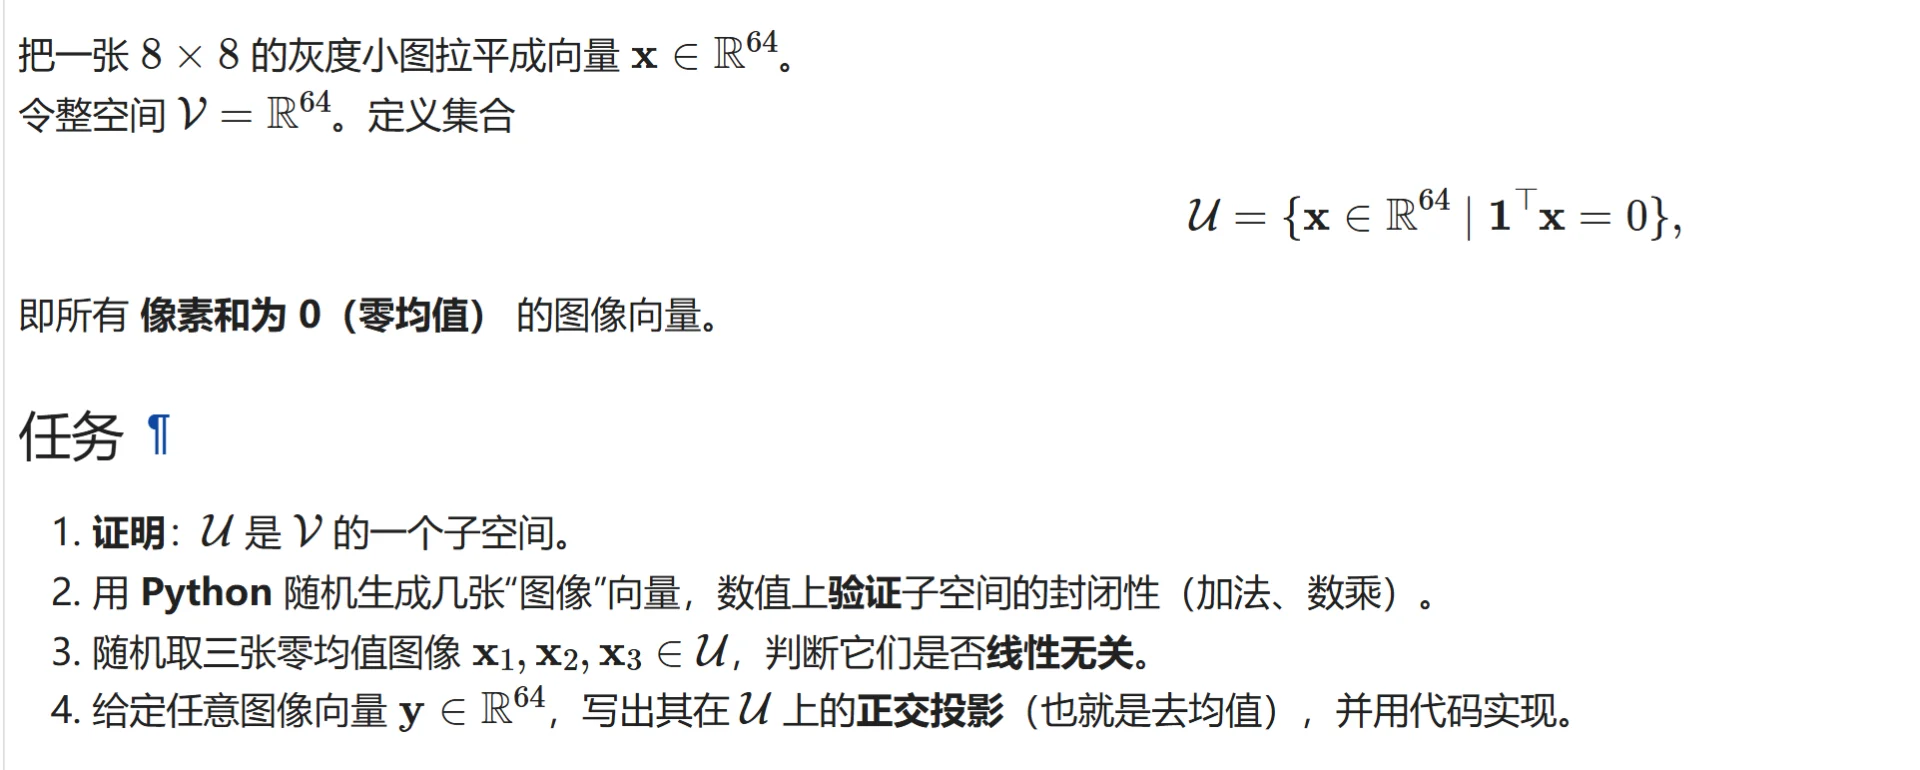 把一张 8 × 8 的灰度小图拉平成向量 𝐱 ∈ ℝ⁶⁴。
令整空间 𝒱 = ℝ⁶⁴。定义集合
𝒰 = {𝐱 ∈ ℝ⁶⁴ | 𝟏^⊤𝐱 = 0},
即所有 像素和为 0（零均值） 的图像向量。
任务 ¶
1. 证明：𝒰 是 𝒱 的一个子空间。
2. 用 Python 随机生成几张“图像”向量，数值上验证子空间的封闭性（加法、数乘）。
3. 随机取三张零均值图像 𝐱₁, 𝐱₂, 𝐱₃ ∈ 𝒰，判断它们是否线性无关。
4. 给定任意图像向量 𝐲 ∈ ℝ⁶⁴，写出其在 𝒰 上的正交投影（也就是去均值），并用代码实现。